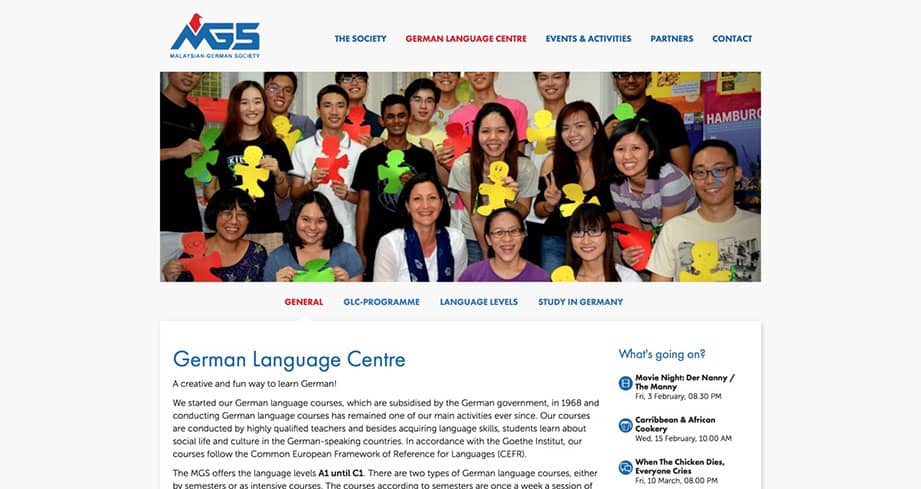 MGS
MALAYSIAN-GERMAN SOCIETY
THE SOCIETY
GERMAN LANGUAGE CENTRE
EVENTS & ACTIVITIES
PARTNERS
CONTACT
HAMBURG
GENERAL
GLC-PROGRAMME
LANGUAGE LEVELS
STUDY IN GERMANY
German Language Centre
A creative and fun way to learn German!
We started our German language courses, which are subsidised by the German government, in 1968 and
conducting German language courses has remained one of our main activities ever since. Our courses
are conducted by highly qualified teachers and besides acquiring language skills, students learn about
social life and culture in the German-speaking countries. In accordance with the Goethe Institut, our
courses follow the Common European Framework of Reference for Languages (CEFR).
The MGS offers the language levels A1 until C1. There are two types of German language courses, either
by semesters or as intensive courses. The courses according to semesters are once a week a session of
What's going on?
Movie Night: Der Nanny /
The Manny
Fri, 3 February, 08.30 PM
Carribbean & African
Cookery
Wed, 15 February, 10.00 AM
When The Chicken Dies,
Everyone Cries
Fri, 10 March, 08.00 PM